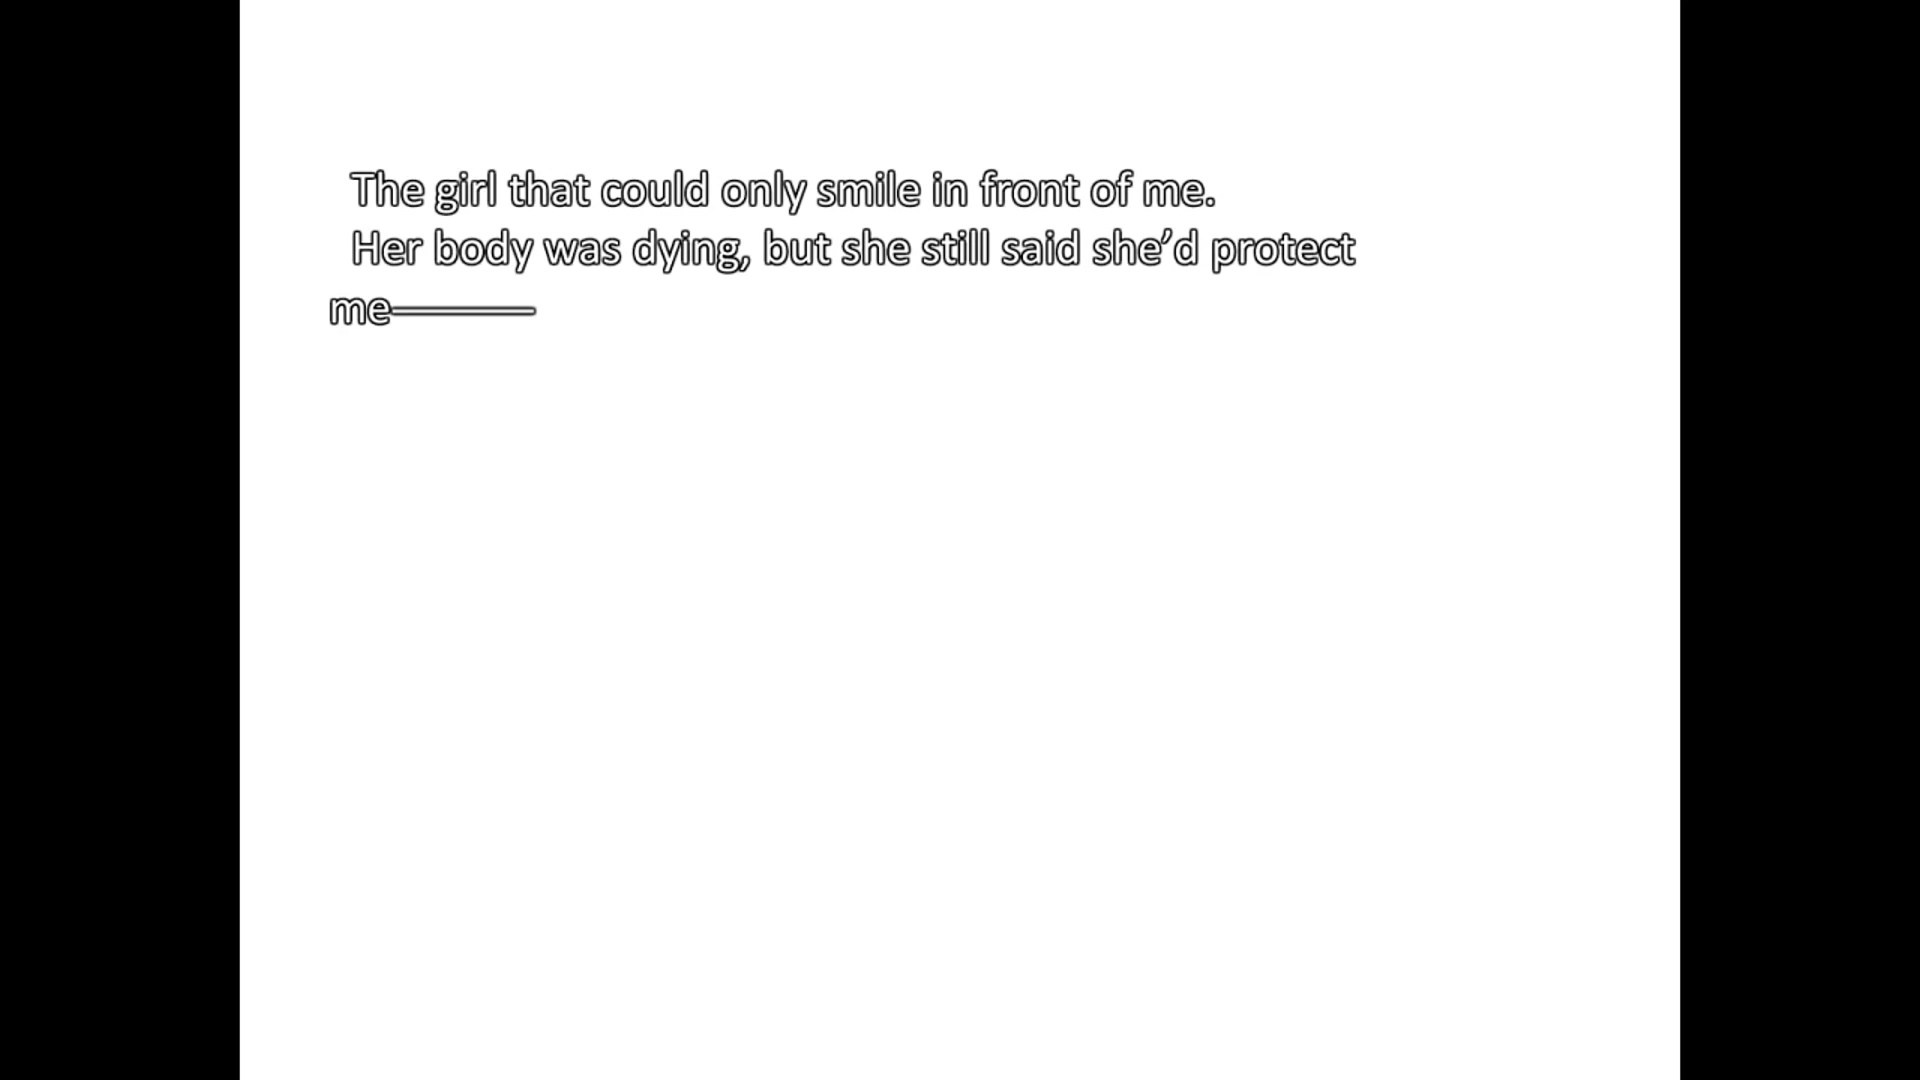 The girl that could only smile in front of me.
Her body was dying, but she still said she’d protect
me————